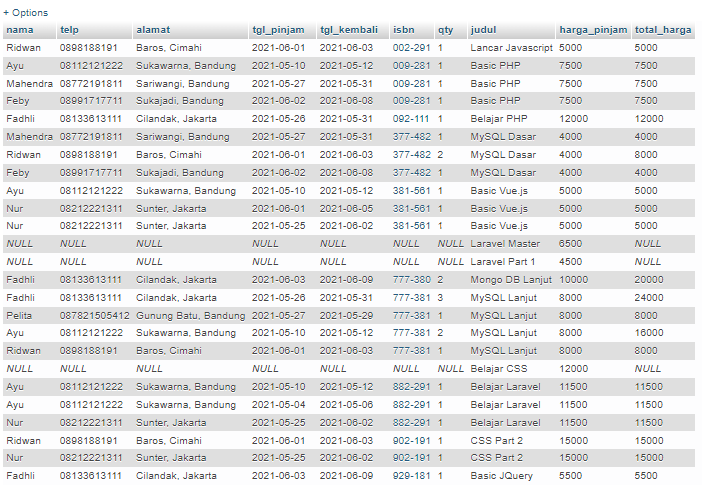 + Options
nama telp alamat tgl_pinjam tgl_kembali isbn qty judul harga_pinjam total_harga
Ridwan 0898188191 Baros, Cimahi 2021-06-01 2021-06-03 002-291 1 Lancar Javascript 5000 5000
Ayu 08112121222 Sukawarna, Bandung 2021-05-10 2021-05-12 009-281 1 Basic PHP 7500 7500
Mahendra 08772191811 Sariwangi, Bandung 2021-05-27 2021-05-31 009-281 1 Basic PHP 7500 7500
Feby 08991717711 Sukajadi, Bandung 2021-06-02 2021-06-08 009-281 1 Basic PHP 7500 7500
Fadhli 08133613111 Cilandak, Jakarta 2021-05-26 2021-05-31 092-111 1 Belajar PHP 12000 12000
Mahendra 08772191811 Sariwangi, Bandung 2021-05-27 2021-05-31 377-482 1 MySQL Dasar 4000 4000
Ridwan 0898188191 Baros, Cimahi 2021-06-01 2021-06-03 377-482 2 MySQL Dasar 4000 8000
Feby 08991717711 Sukajadi, Bandung 2021-06-02 2021-06-08 377-482 1 MySQL Dasar 4000 4000
Ayu 08112121222 Sukawarna, Bandung 2021-05-10 2021-05-12 381-561 1 Basic Vue.js 5000 5000
Nur 08212221311 Sunter, Jakarta 2021-06-01 2021-06-05 381-561 1 Basic Vue.js 5000 5000
Nur 08212221311 Sunter, Jakarta 2021-05-25 2021-06-02 381-561 1 Basic Vue.js 5000 5000
NULL NULL NULL NULL NULL NULL NULL Laravel Master 6500 NULL
NULL NULL NULL NULL NULL NULL NULL Laravel Part 1 4500 NULL
Fadhli 08133613111 Cilandak, Jakarta 2021-06-03 2021-06-09 777-380 2 Mongo DB Lanjut 10000 20000
Fadhli 08133613111 Cilandak, Jakarta 2021-05-26 2021-05-31 777-381 3 MySQL Lanjut 8000 24000
Pelita 087821505412 Gunung Batu, Bandung 2021-05-27 2021-05-29 777-381 1 MySQL Lanjut 8000 8000
Ayu 08112121222 Sukawarna, Bandung 2021-05-10 2021-05-12 777-381 2 MySQL Lanjut 8000 16000
Ridwan 0898188191 Baros, Cimahi 2021-06-01 2021-06-03 777-381 1 MySQL Lanjut 8000 8000
NULL NULL NULL NULL NULL NULL NULL Belajar CSS 12000 NULL
Ayu 08112121222 Sukawarna, Bandung 2021-05-10 2021-05-12 882-291 1 Belajar Laravel 11500 11500
Ayu 08112121222 Sukawarna, Bandung 2021-05-04 2021-05-06 882-291 1 Belajar Laravel 11500 11500
Nur 08212221311 Sunter, Jakarta 2021-05-25 2021-06-02 882-291 1 Belajar Laravel 11500 11500
Ridwan 0898188191 Baros, Cimahi 2021-06-01 2021-06-03 902-191 1 CSS Part 2 15000 15000
Nur 08212221311 Sunter, Jakarta 2021-05-25 2021-06-02 902-191 1 CSS Part 2 15000 15000
Fadhli 08133613111 Cilandak, Jakarta 2021-06-03 2021-06-09 929-181 1 Basic JQuery 5500 5500